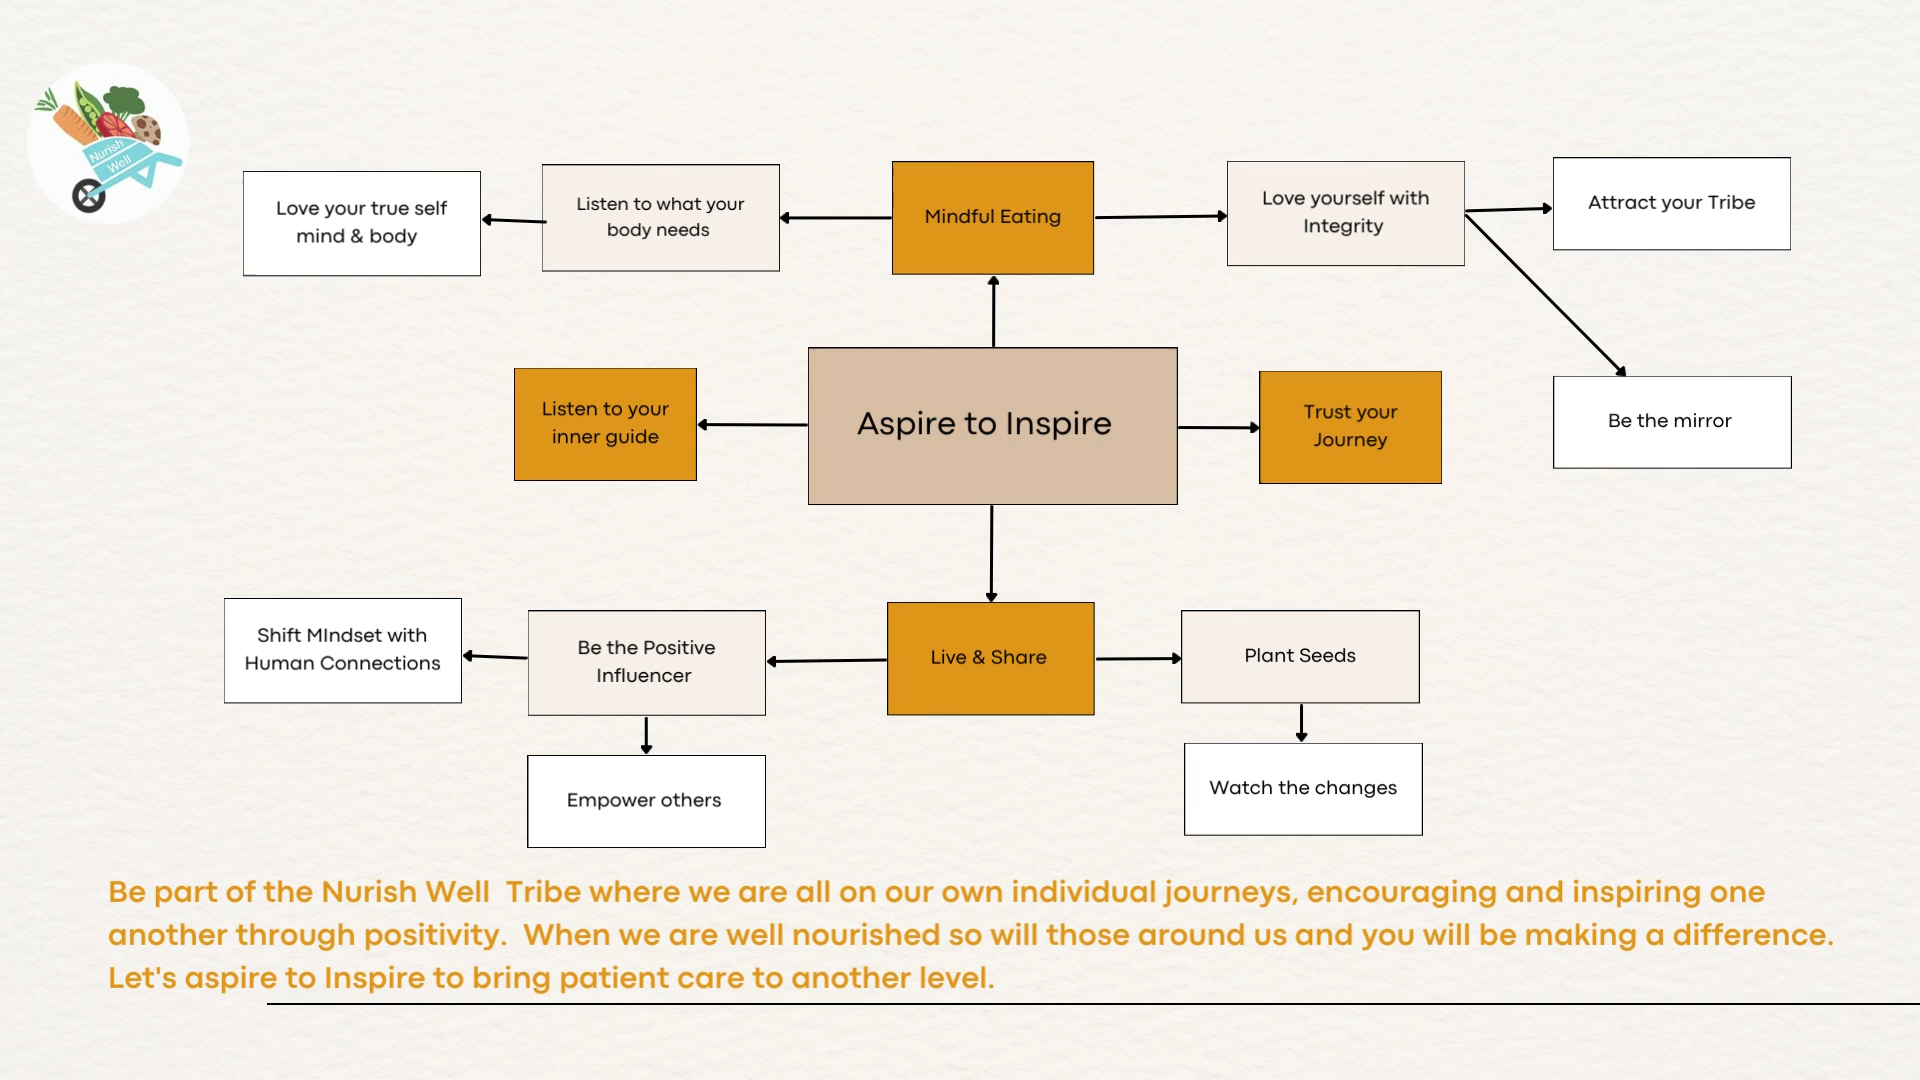 Nurish
Well
Love your true self
mind & body
Listen to what your
body needs
Mindful Eating
Love yourself with
Integrity
Attract your Tribe
Listen to your
inner guide
Aspire to Inspire
Trust your
Journey
Be the mirror
Shift MIndset with
Human Connections
Be the Positive
Influencer
Live & Share
Plant Seeds
Empower others
Watch the changes
Be part of the Nurish Well  Tribe where we are all on our own individual journeys, encouraging and inspiring one
another through positivity.  When we are well nourished so will those around us and you will be making a difference.
Let's aspire to Inspire to bring patient care to another level.